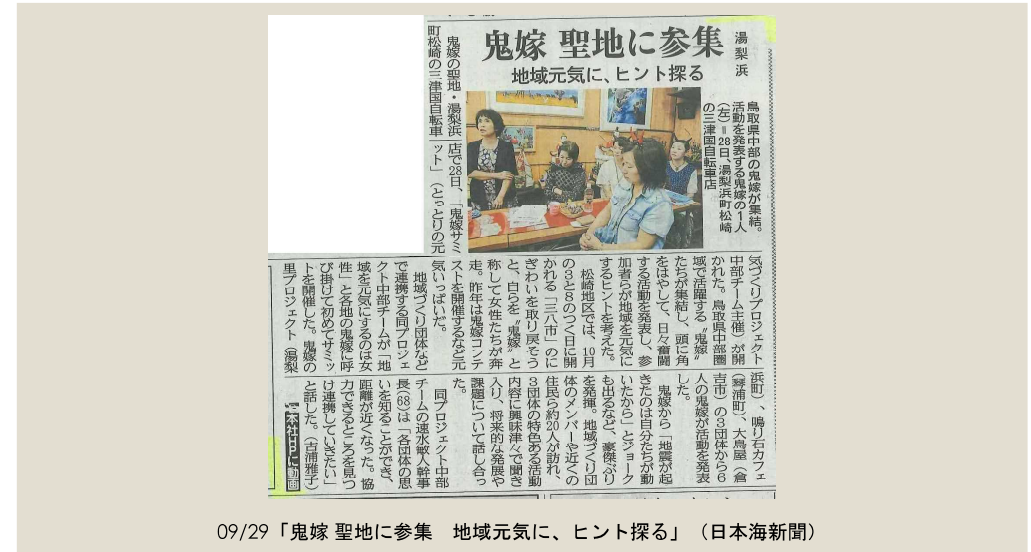 湯梨浜
鬼嫁 聖地に参集
地域元気に、ヒント探る
鳥取県中部の鬼嫁が集結。
活動を発表する鬼嫁の1人
(左)=28日、湯梨浜町松崎
の三津国自転車店
鬼嫁の聖地・湯梨浜
町松崎の三津国自転車
店で28日、「鬼嫁サミ
ット」(とっとりの元
気づくりプロジェクト
中部チーム主催)が開
かれた。鳥取県中部圏
域で活躍する〝鬼嫁〟
たちが集結し、頭に角
をはやして、日々奮闘
する活動を発表し、参
加者らが地域を元気に
するヒントを考えた。
松崎地区では、10月
の3と8のつく日に開
かれる「三八市」のに
ぎわいを取り戻そう
と、自らを〝鬼嫁〟と
称して女性たちが奔
走。昨年は鬼嫁コンテ
ストを開催するなど元
気いっぱいだ。
地域づくり団体など
で連携する同プロジェ
クト中部チームが「地
域を元気にするのは女
性」と各地の鬼嫁に呼
び掛けて初めてサミッ
トを開催した。鬼嫁の
里プロジェクト(湯梨
浜町)、鳴り石カフェ
(琴浦町)、大鳥屋(倉
吉市)の3団体から6
人の鬼嫁が活動を発表
した。
鬼嫁から「地震が起
きたのは自分たちが動
いたから」とジョーク
も出るなど、豪傑ぶり
を発揮。地域づくり団
体のメンバーや近くの
住民ら約20人が訪れ、
3団体の特色ある活動
内容に興味津々で聞き
入り、将来的な発展や
課題について話し合っ
た。
同プロジェクト中部
チームの速水敏人幹事
長(68)は「各団体の思
いを知ることができ、
距離が近くなった。協
力できるところを見つ
け連携していきたい」
と話した。(吉浦雅子)
本社HPに動画
09/29「鬼嫁 聖地に参集 地域元気に、ヒント探る」(日本海新聞)